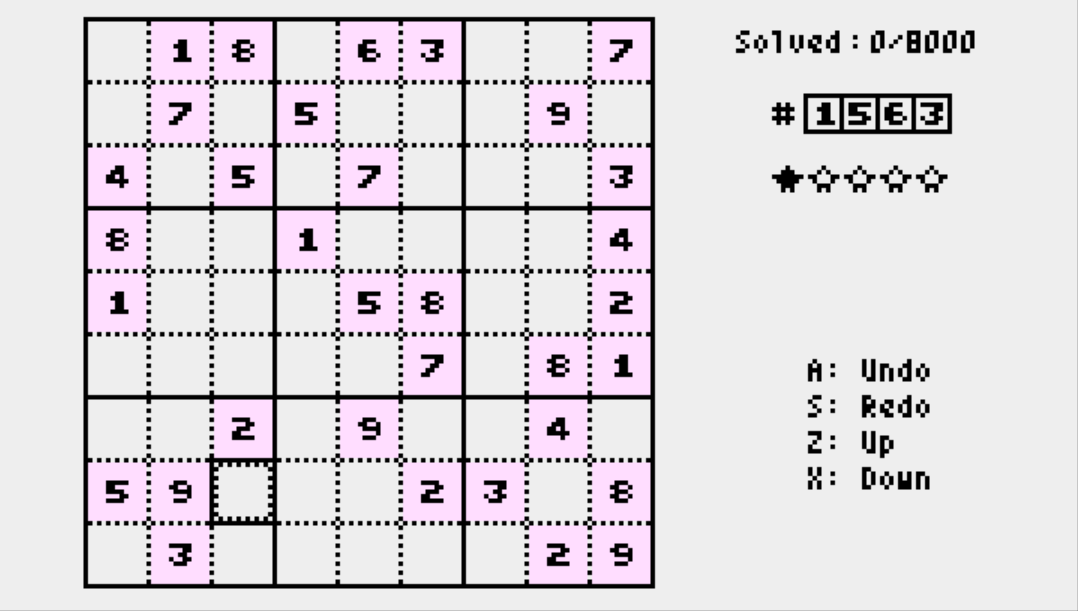 1 8 6 3 7
7 5 9
4 5 7 3
8 1 4
1 5 8 2
7 8 1
2 9 4
5 9 2 3 8
3 2 9
Solved:0/8000
#1563
A: Undo
S: Redo
Z: Up
X: Down